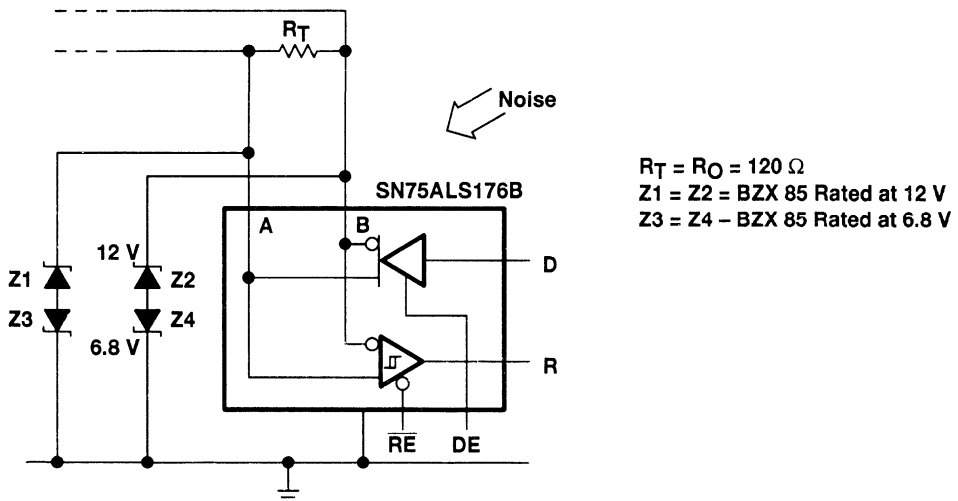 RT
Noise
RT = RO = 120 Ω
Z1 = Z2 = BZX 85 Rated at 12 V
Z3 = Z4 – BZX 85 Rated at 6.8 V
SN75ALS176B
A
B
12 V
Z1
Z2
D
Z3
Z4
6.8 V
R
RE
DE